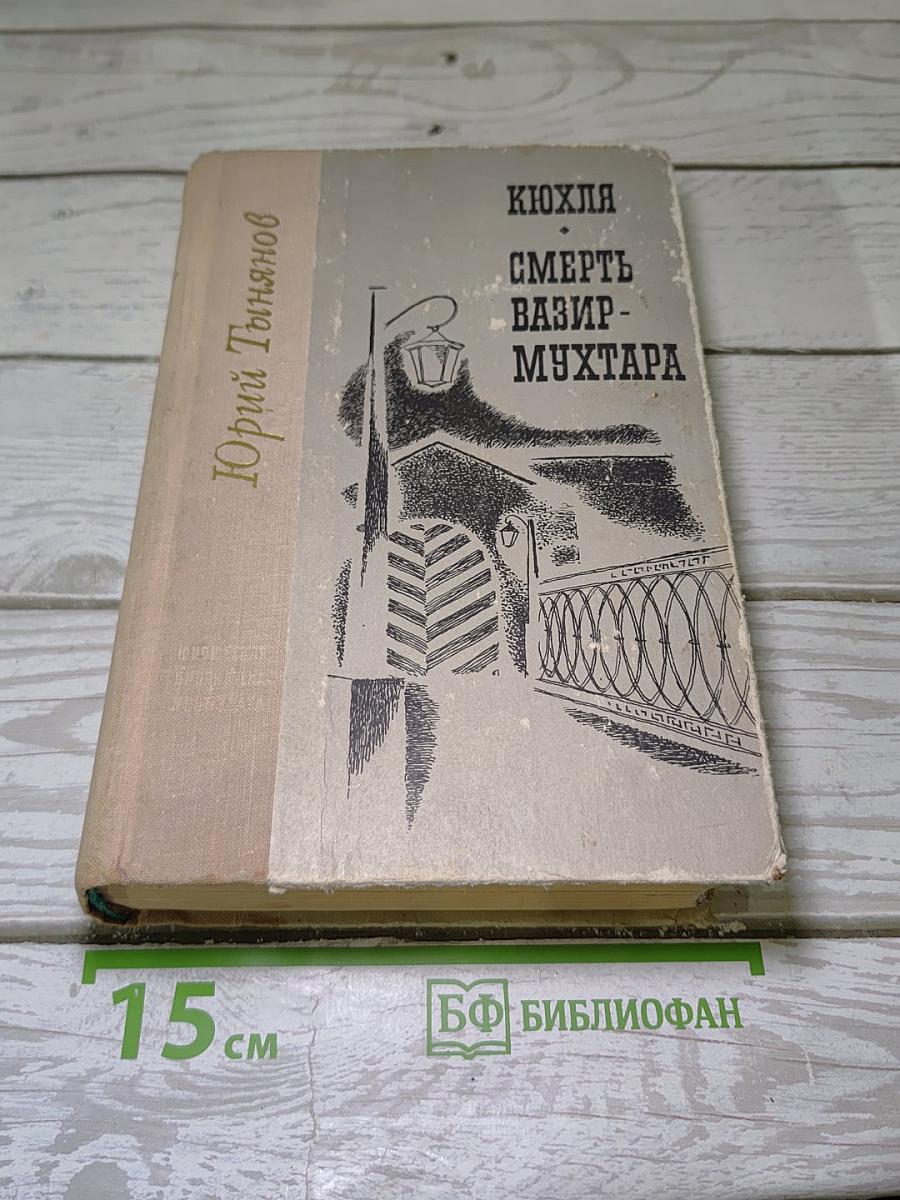 Юрий Тынянов
КЮХЛЯ
СМЕРТЬ
ВАЗИР-
МУХТАРА
15 см
БФ БИБЛИОФАН